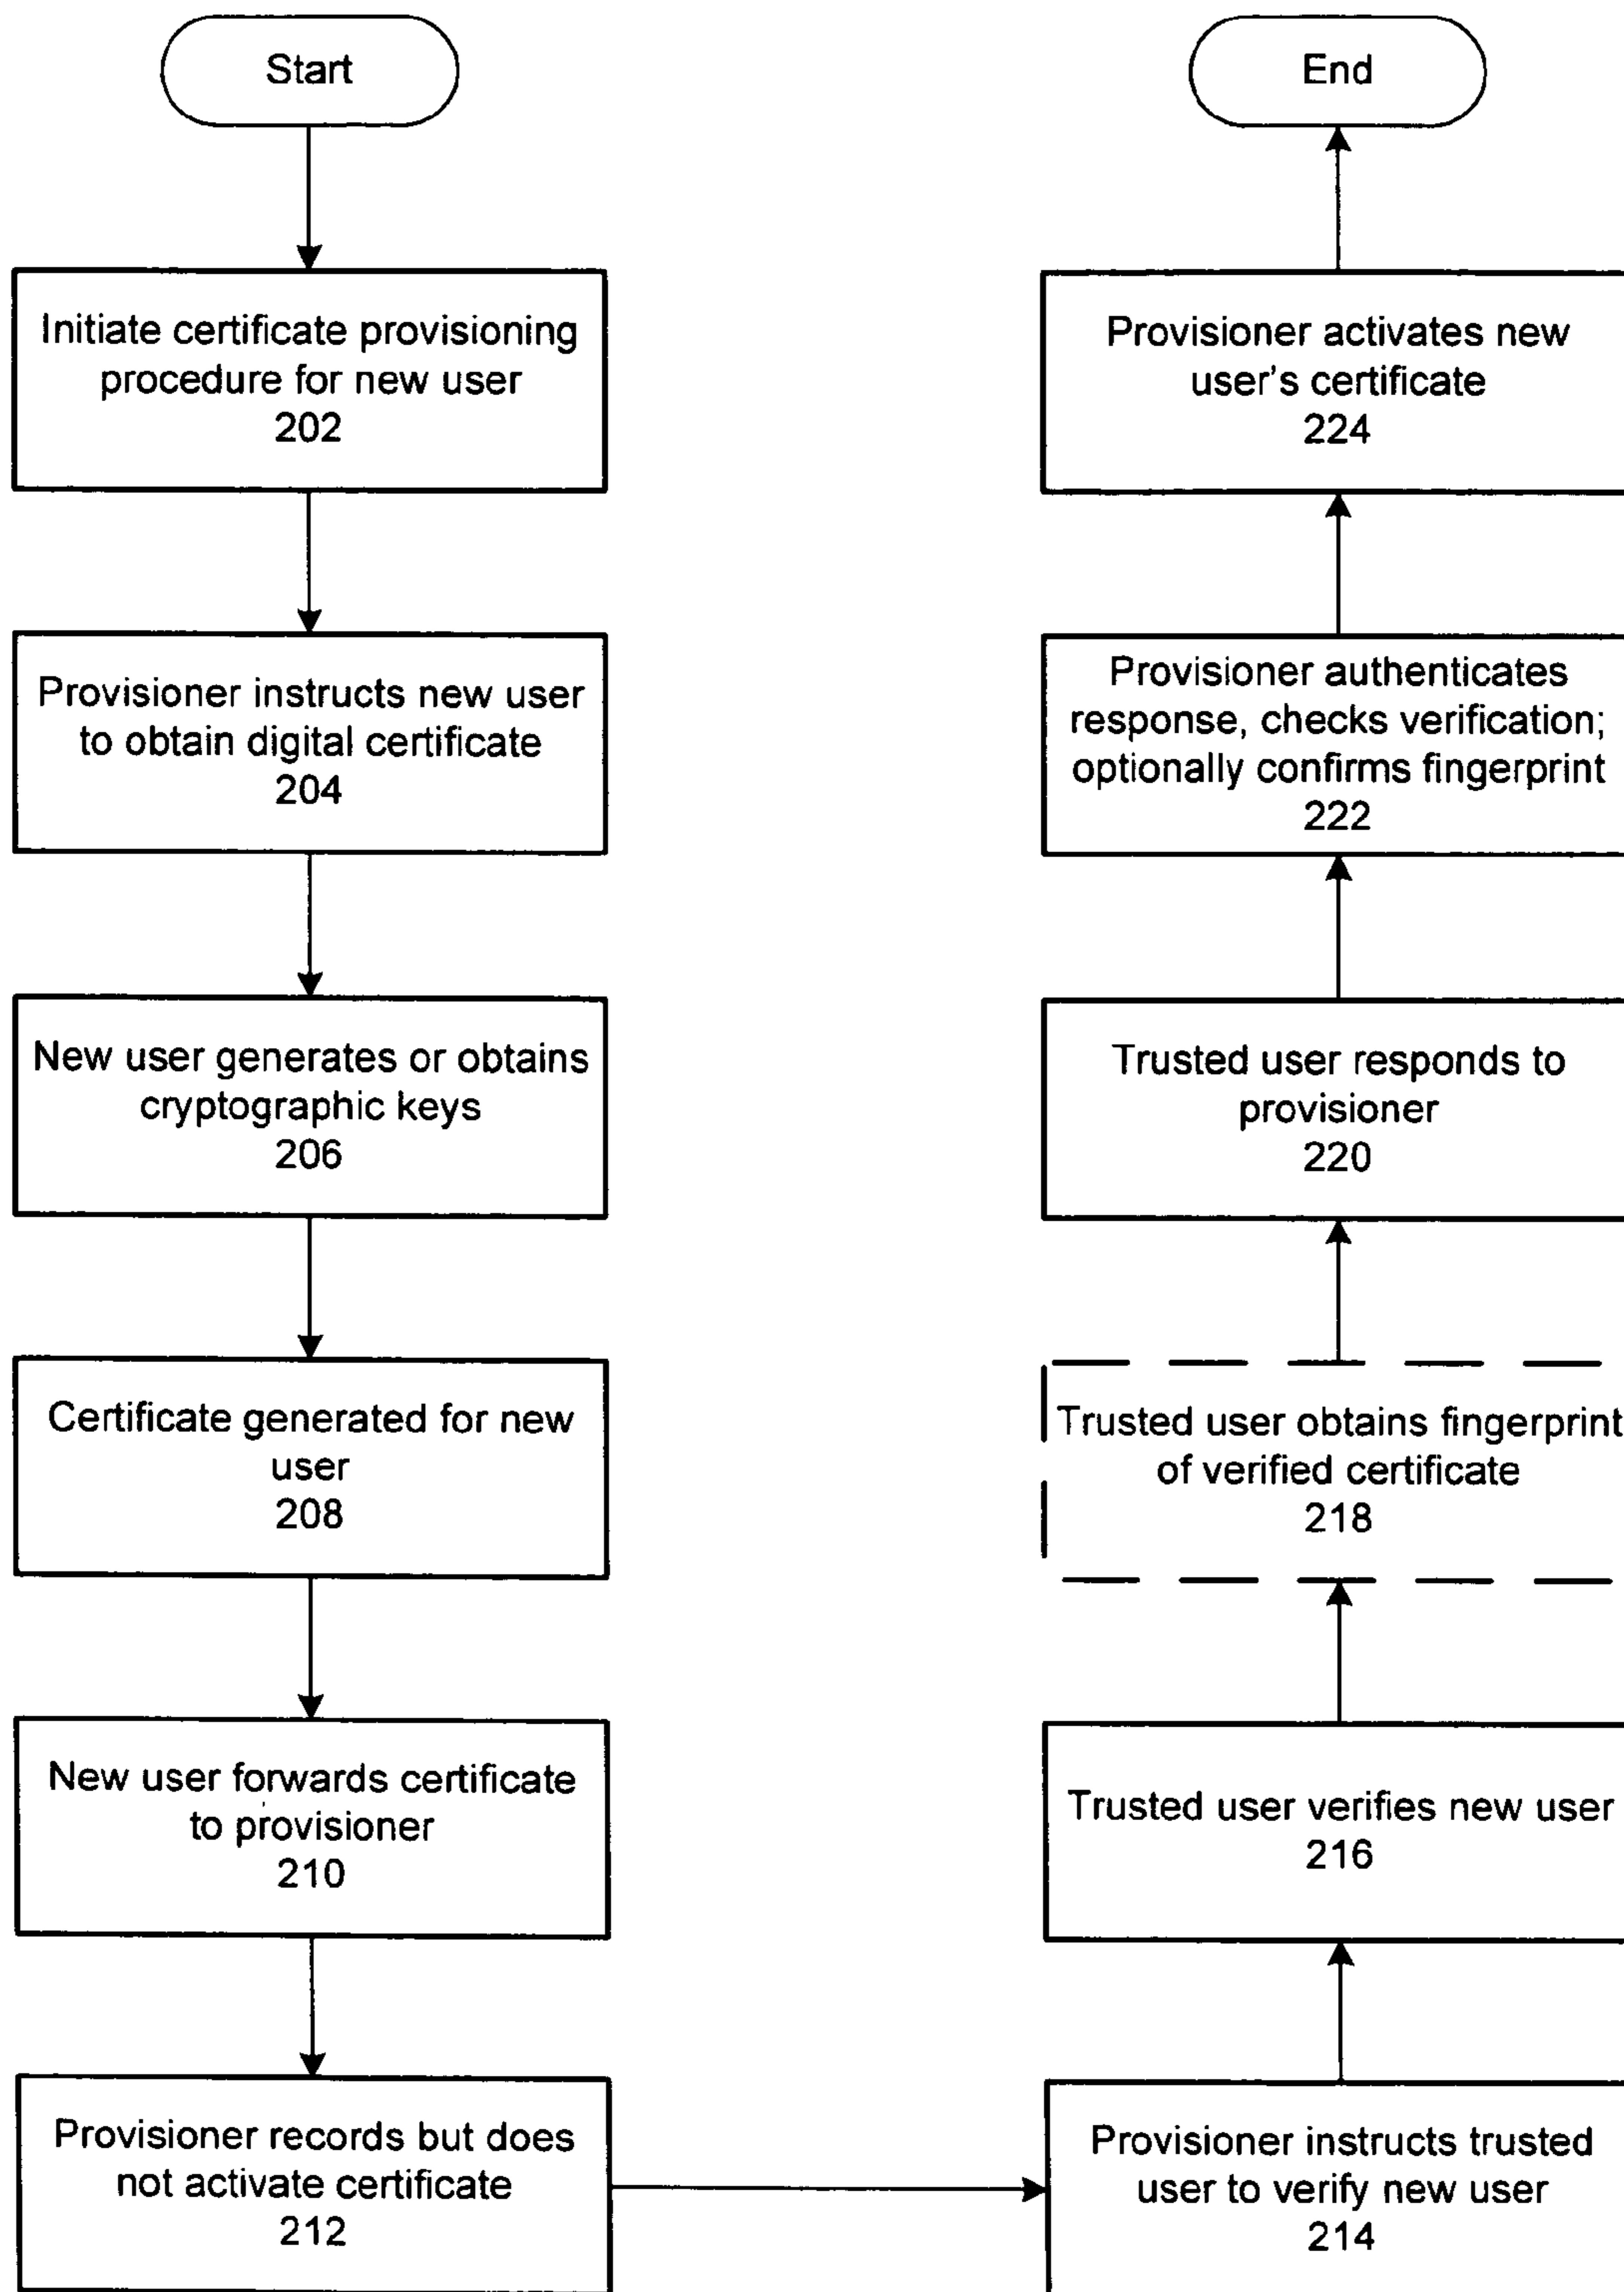 Start
Initiate certificate provisioning
procedure for new user
202
Provisioner instructs new user
to obtain digital certificate
204
New user generates or obtains
cryptographic keys
206
Certificate generated for new
user
208
New user forwards certificate
to provisioner
210
Provisioner records but does
not activate certificate
212
Provisioner instructs trusted
user to verify new user
214
Trusted user verifies new user
216
Trusted user obtains fingerprint
of verified certificate
218
Trusted user responds to
provisioner
220
Provisioner authenticates
response, checks verification;
optionally confirms fingerprint
222
Provisioner activates new
user's certificate
224
End